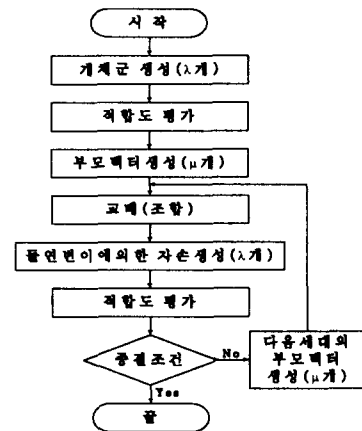 시 작
개체군 생성(λ개)
적합도 평가
부모벡터생성(μ개)
교배(조합)
돌연변이에의한 자손생성(λ개)
적합도 평가
종결조건
No
다음세대의
부모벡터
생성(μ개)
Yes
끝